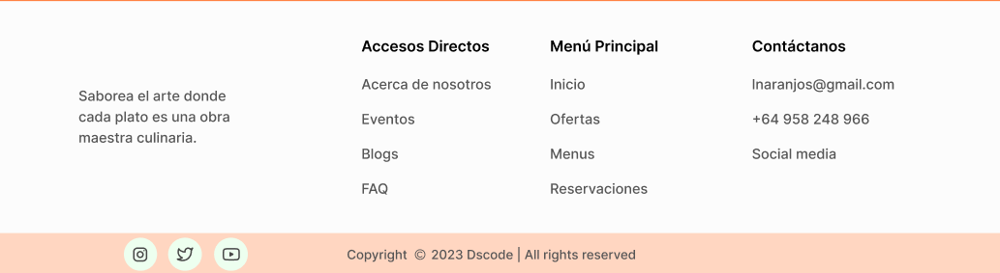 Saborea el arte donde
cada plato es una obra
maestra culinaria.
Accesos Directos
Acerca de nosotros
Eventos
Blogs
FAQ
Menú Principal
Inicio
Ofertas
Menus
Reservaciones
Contáctanos
lnaranjos@gmail.com
+64 958 248 966
Social media
Copyright © 2023 Dscode | All rights reserved